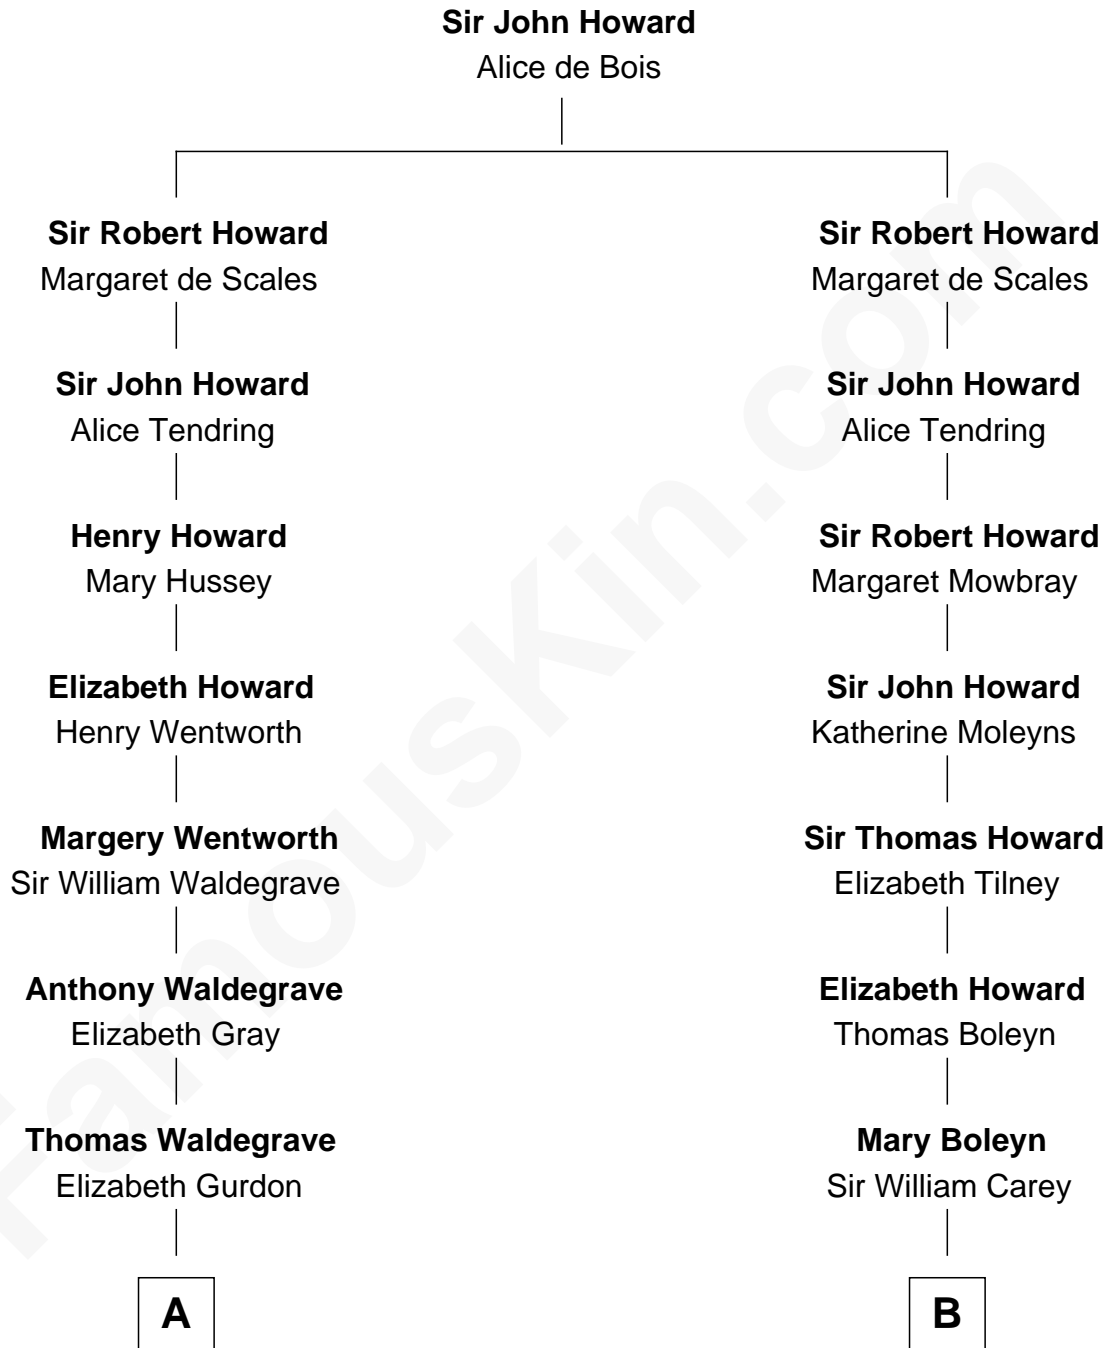 Sir John Howard
Alice de Bois
Sir Robert Howard
Margaret de Scales
Sir Robert Howard
Margaret de Scales
Sir John Howard
Alice Tendring
Sir John Howard
Alice Tendring
Henry Howard
Mary Hussey
Sir Robert Howard
Margaret Mowbray
Elizabeth Howard
Henry Wentworth
Sir John Howard
Katherine Moleyns
Margery Wentworth
Sir William Waldegrave
Sir Thomas Howard
Elizabeth Tilney
Anthony Waldegrave
Elizabeth Gray
Elizabeth Howard
Thomas Boleyn
Thomas Waldegrave
Elizabeth Gurdon
Mary Boleyn
Sir William Carey
A
B
FamousKin.com